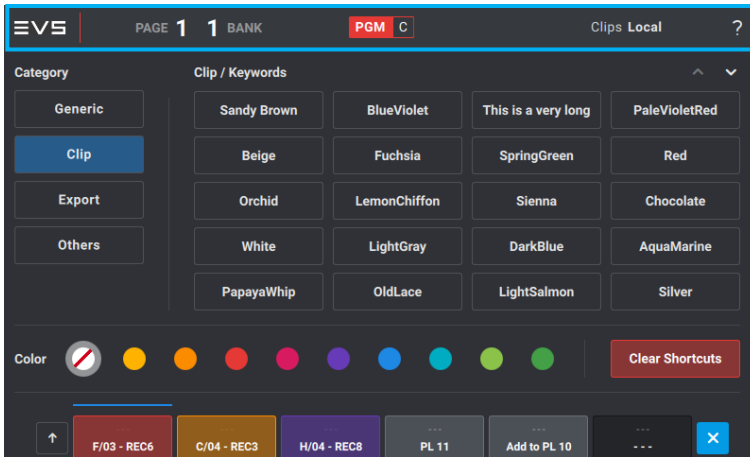 EVS PAGE 1 1 BANK PGM C Clips Local ?
Category Clip / Keywords
Generic Sandy Brown BlueViolet This is a very long PaleVioletRed
Clip Beige Fuchsia SpringGreen Red
Export Orchid LemonChiffon Sienna Chocolate
Others White LightGray DarkBlue AquaMarine
PapayaWhip OldLace LightSalmon Silver
Color Clear Shortcuts
--- --- --- --- --- ---
F/03 - REC6 C/04 - REC3 H/04 - REC8 PL 11 Add to PL 10 ---